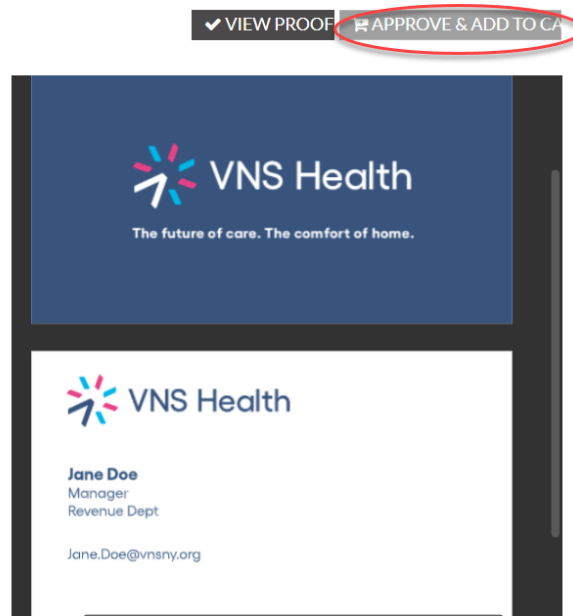 VIEW PROOF
APPROVE & ADD TO CA
VNS Health
The future of care. The comfort of home.
VNS Health
Jane Doe
Manager
Revenue Dept
Jane.Doe@vnsny.org